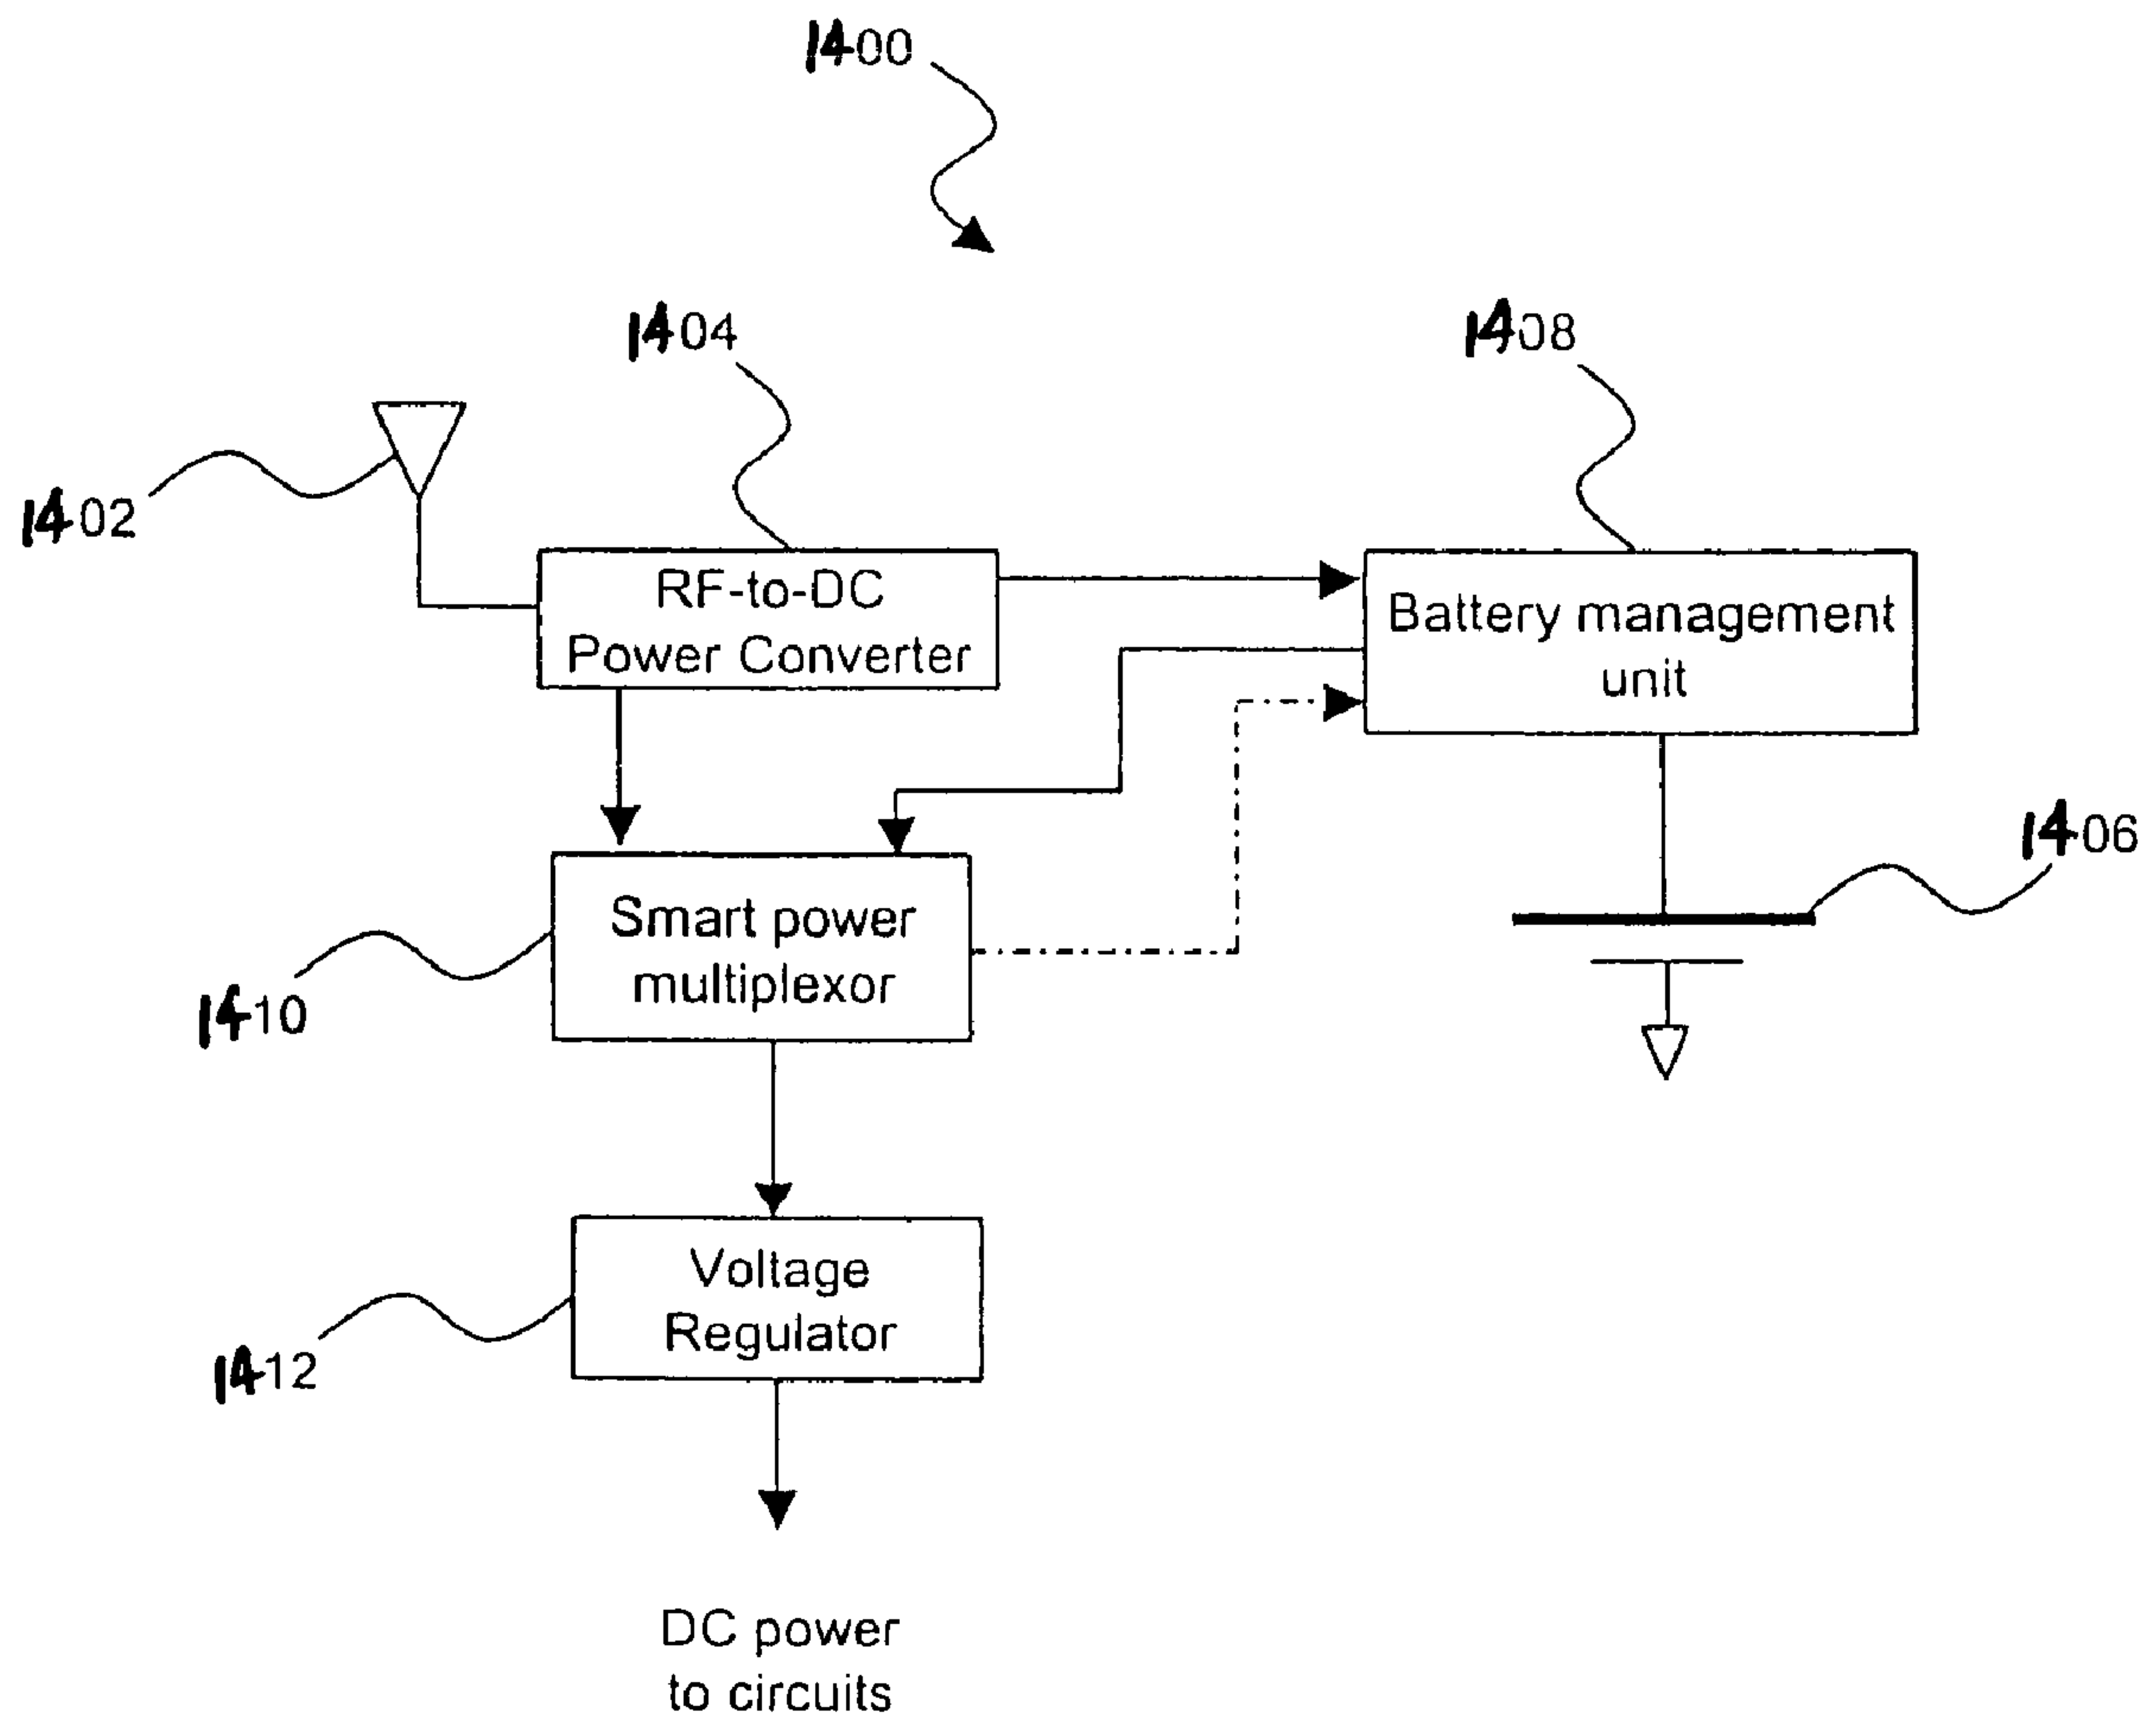 1400
1404
1408
1402
RF-to-DC
Power Converter
Battery management
unit
1406
Smart power
multiplexor
1410
Voltage
Regulator
1412
DC power
to circuits